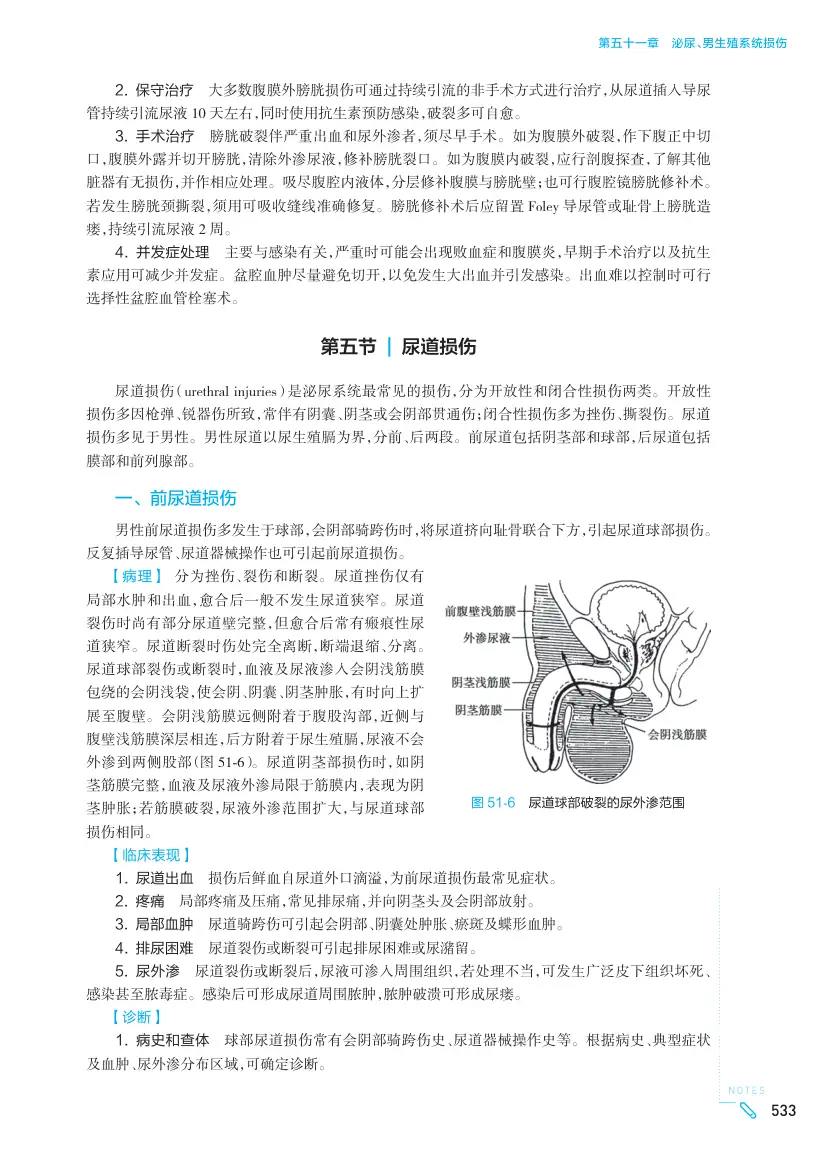 第五十一章　泌尿、男生殖系统损伤
2. 保守治疗　大多数腹膜外膀胱损伤可通过持续引流的非手术方式进行治疗,从尿道插入导尿
管持续引流尿液 10 天左右,同时使用抗生素预防感染,破裂多可自愈。
3. 手术治疗　膀胱破裂伴严重出血和尿外渗者,须尽早手术。如为腹膜外破裂,作下腹正中切
口,腹膜外露并切开膀胱,清除外渗尿液,修补膀胱裂口。如为腹膜内破裂,应行剖腹探查,了解其他
脏器有无损伤,并作相应处理。吸尽腹腔内液体,分层修补腹膜与膀胱壁;也可行腹腔镜膀胱修补术。
若发生膀胱颈撕裂,须用可吸收缝线准确修复。膀胱修补术后应留置 Foley 导尿管或耻骨上膀胱造
瘘,持续引流尿液 2 周。
4. 并发症处理　主要与感染有关,严重时可能会出现败血症和腹膜炎,早期手术治疗以及抗生
素应用可减少并发症。盆腔血肿尽量避免切开,以免发生大出血并引发感染。出血难以控制时可行
选择性盆腔血管栓塞术。
第五节 | 尿道损伤
尿道损伤(urethral injuries)是泌尿系统最常见的损伤,分为开放性和闭合性损伤两类。开放性
损伤多因枪弹、锐器伤所致,常伴有阴囊、阴茎或会阴部贯通伤;闭合性损伤多为挫伤、撕裂伤。尿道
损伤多见于男性。男性尿道以尿生殖膈为界,分前、后两段。前尿道包括阴茎部和球部,后尿道包括
膜部和前列腺部。
一、前尿道损伤
男性前尿道损伤多发生于球部,会阴部骑跨伤时,将尿道挤向耻骨联合下方,引起尿道球部损伤。
反复插导尿管、尿道器械操作也可引起前尿道损伤。
【病理】 分为挫伤、裂伤和断裂。尿道挫伤仅有
局部水肿和出血,愈合后一般不发生尿道狭窄。尿道
裂伤时尚有部分尿道壁完整,但愈合后常有瘢痕性尿
道狭窄。尿道断裂时伤处完全离断,断端退缩、分离。
尿道球部裂伤或断裂时,血液及尿液渗入会阴浅筋膜
包绕的会阴浅袋,使会阴、阴囊、阴茎肿胀,有时向上扩
展至腹壁。会阴浅筋膜远侧附着于腹股沟部,近侧与
腹壁浅筋膜深层相连,后方附着于尿生殖膈,尿液不会
外渗到两侧股部(图 51-6)。尿道阴茎部损伤时,如阴
茎筋膜完整,血液及尿液外渗局限于筋膜内,表现为阴
茎肿胀;若筋膜破裂,尿液外渗范围扩大,与尿道球部
损伤相同。
前腹壁浅筋膜
外渗尿液
阴茎浅筋膜
阴茎筋膜
会阴浅筋膜
图 51-6　尿道球部破裂的尿外渗范围
【临床表现】
1. 尿道出血　损伤后鲜血自尿道外口滴溢,为前尿道损伤最常见症状。
2. 疼痛　局部疼痛及压痛,常见排尿痛,并向阴茎头及会阴部放射。
3. 局部血肿　尿道骑跨伤可引起会阴部、阴囊处肿胀、瘀斑及蝶形血肿。
4. 排尿困难　尿道裂伤或断裂可引起排尿困难或尿潴留。
5. 尿外渗　尿道裂伤或断裂后,尿液可渗入周围组织,若处理不当,可发生广泛皮下组织坏死、
感染甚至脓毒症。感染后可形成尿道周围脓肿,脓肿破溃可形成尿瘘。
【诊断】
1. 病史和查体　球部尿道损伤常有会阴部骑跨伤史、尿道器械操作史等。根据病史、典型症状
及血肿、尿外渗分布区域,可确定诊断。
NOTES
533